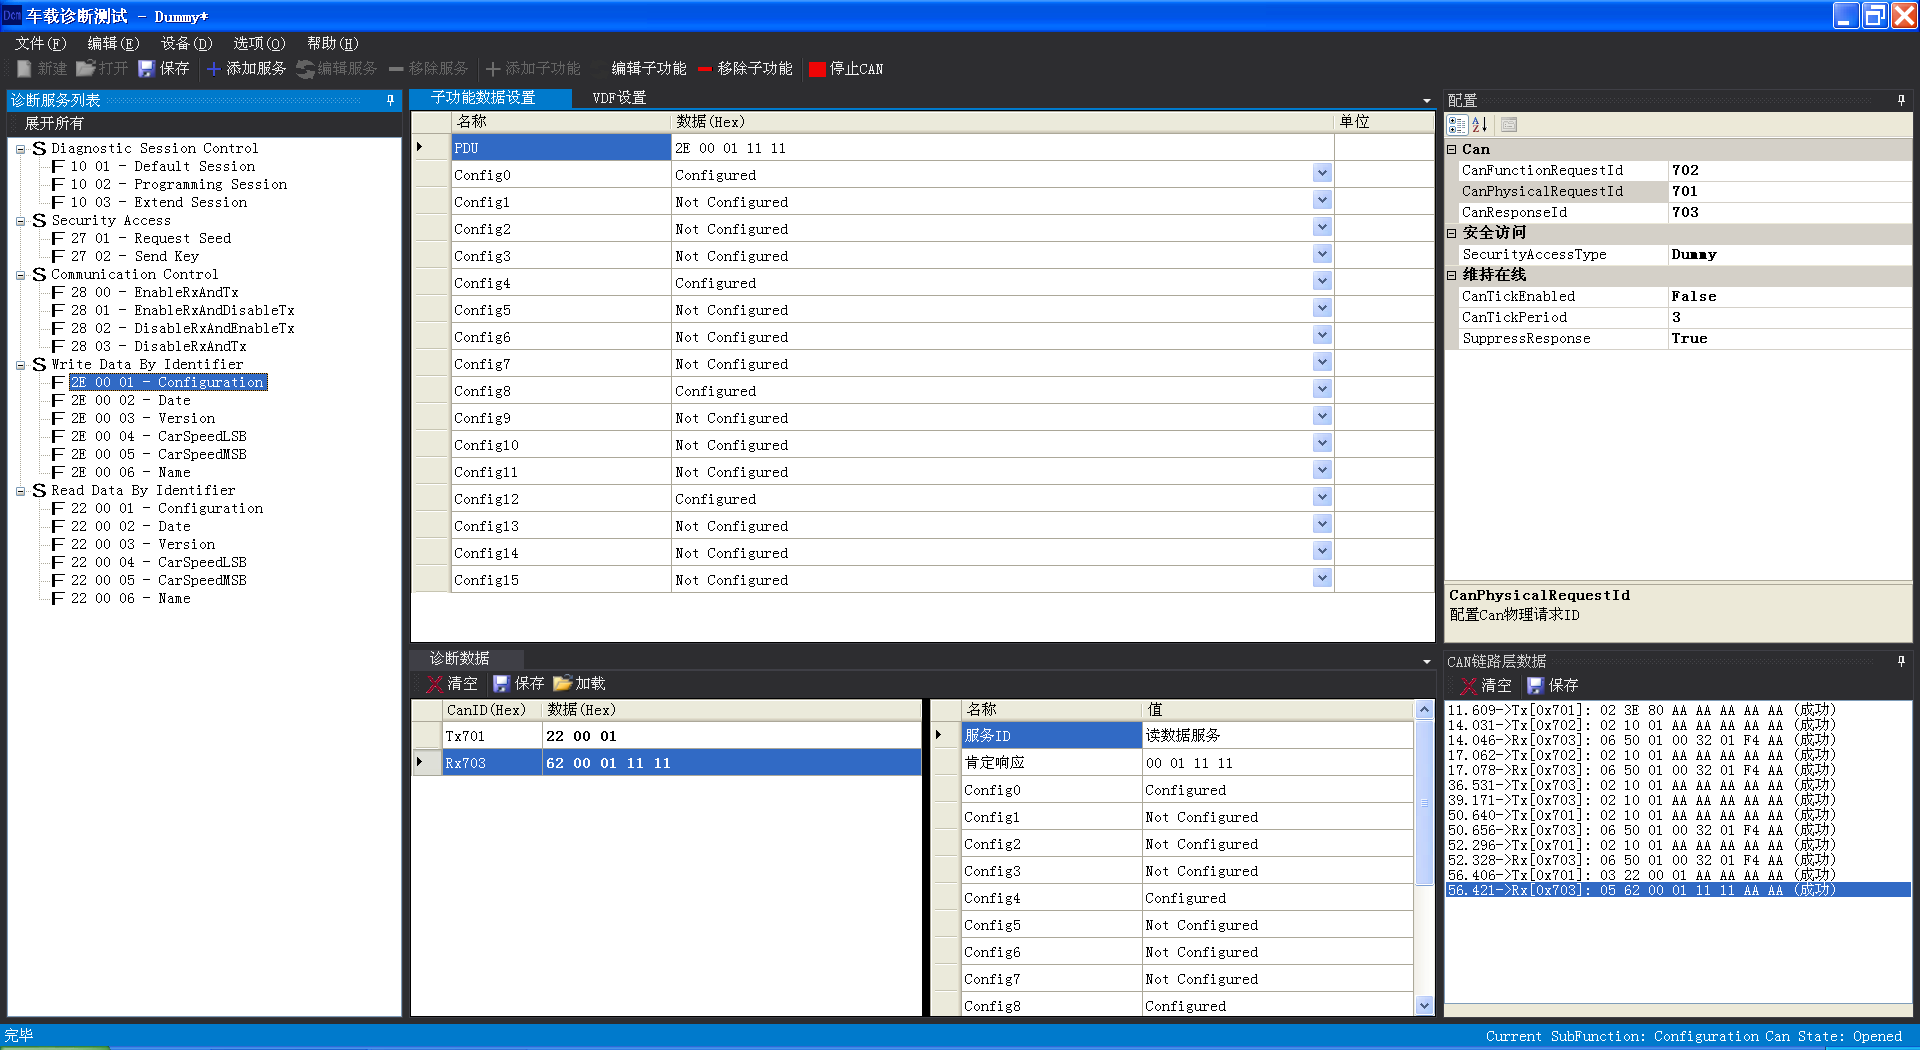 Dcm 车载诊断测试 - Dummy*
文件(F) 编辑(E) 设备(D) 选项(O) 帮助(H)
新建 打开 保存 添加服务 编辑服务 移除服务 添加子功能 编辑子功能 移除子功能 停止CAN
诊断服务列表
展开所有
S Diagnostic Session Control
F 10 01 - Default Session
F 10 02 - Programming Session
F 10 03 - Extend Session
S Security Access
F 27 01 - Request Seed
F 27 02 - Send Key
S Communication Control
F 28 00 - EnableRxAndTx
F 28 01 - EnableRxAndDisableTx
F 28 02 - DisableRxAndEnableTx
F 28 03 - DisableRxAndTx
S Write Data By Identifier
F 2E 00 01 - Configuration
F 2E 00 02 - Date
F 2E 00 03 - Version
F 2E 00 04 - CarSpeedLSB
F 2E 00 05 - CarSpeedMSB
F 2E 00 06 - Name
S Read Data By Identifier
F 22 00 01 - Configuration
F 22 00 02 - Date
F 22 00 03 - Version
F 22 00 04 - CarSpeedLSB
F 22 00 05 - CarSpeedMSB
F 22 00 06 - Name
子功能数据设置 VDF设置
名称 数据(Hex) 单位
PDU 2E 00 01 11 11
Config0 Configured
Config1 Not Configured
Config2 Not Configured
Config3 Not Configured
Config4 Configured
Config5 Not Configured
Config6 Not Configured
Config7 Not Configured
Config8 Configured
Config9 Not Configured
Config10 Not Configured
Config11 Not Configured
Config12 Configured
Config13 Not Configured
Config14 Not Configured
Config15 Not Configured
诊断数据
清空 保存 加载
CanID(Hex) 数据(Hex)
Tx701 22 00 01
Rx703 62 00 01 11 11
名称 值
服务ID 读数据服务
肯定响应 00 01 11 11
Config0 Configured
Config1 Not Configured
Config2 Not Configured
Config3 Not Configured
Config4 Configured
Config5 Not Configured
Config6 Not Configured
Config7 Not Configured
Config8 Configured
配置
Can
CanFunctionRequestId 702
CanPhysicalRequestId 701
CanResponseId 703
安全访问
SecurityAccessType Dummy
维持在线
CanTickEnabled False
CanTickPeriod 3
SuppressResponse True
CanPhysicalRequestId
配置Can物理请求ID
CAN链路层数据
清空 保存
11.609->Tx[0x701]: 02 3E 80 AA AA AA AA AA (成功)
14.031->Tx[0x702]: 02 10 01 AA AA AA AA AA (成功)
14.046->Rx[0x703]: 06 50 01 00 32 01 F4 AA (成功)
17.062->Tx[0x702]: 02 10 01 AA AA AA AA AA (成功)
17.078->Rx[0x703]: 06 50 01 00 32 01 F4 AA (成功)
36.531->Tx[0x703]: 02 10 01 AA AA AA AA AA (成功)
39.171->Tx[0x703]: 02 10 01 AA AA AA AA AA (成功)
50.640->Tx[0x701]: 02 10 01 AA AA AA AA AA (成功)
50.656->Rx[0x703]: 06 50 01 00 32 01 F4 AA (成功)
52.296->Tx[0x701]: 02 10 01 AA AA AA AA AA (成功)
52.328->Rx[0x703]: 06 50 01 00 32 01 F4 AA (成功)
56.406->Tx[0x701]: 03 22 00 01 AA AA AA AA (成功)
56.421->Rx[0x703]: 05 62 00 01 11 11 AA AA (成功)
完毕
Current SubFunction: Configuration Can State: Opened